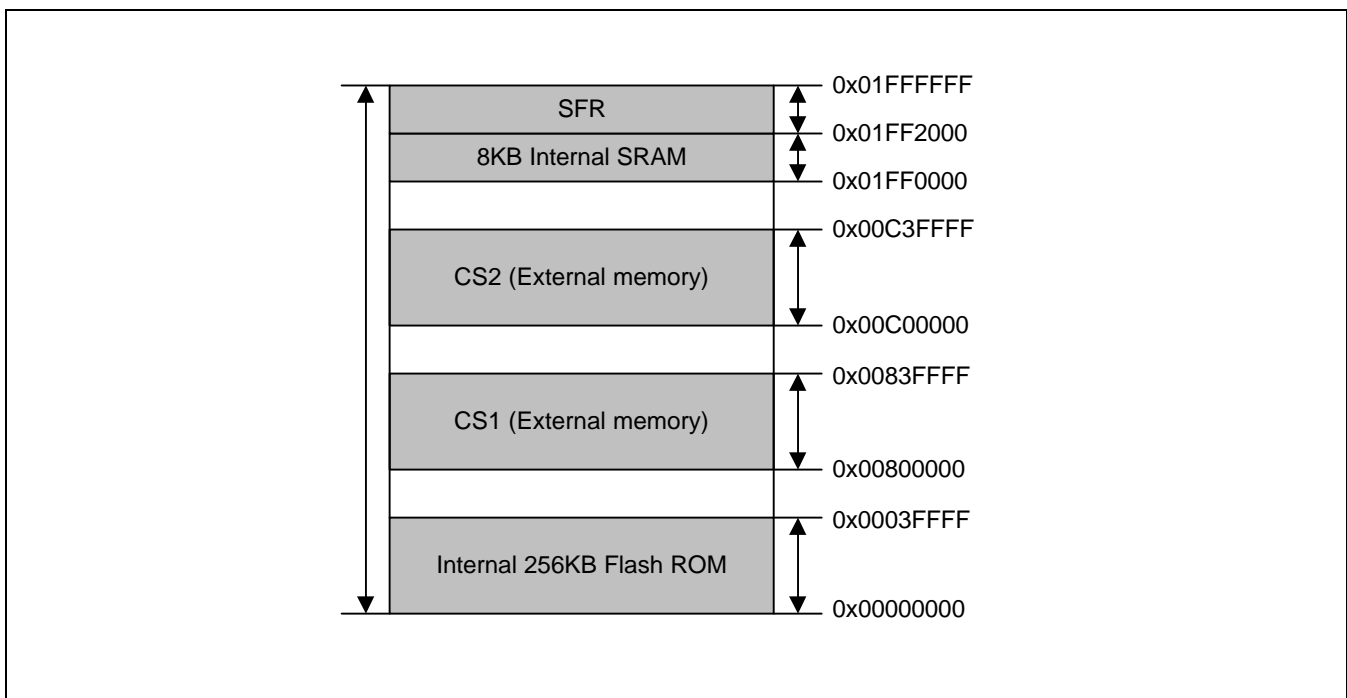 0x01FFFFFF
SFR
0x01FF2000
8KB Internal SRAM
0x01FF0000
0x00C3FFFF
CS2 (External memory)
0x00C00000
0x0083FFFF
CS1 (External memory)
0x00800000
0x0003FFFF
Internal 256KB Flash ROM
0x00000000